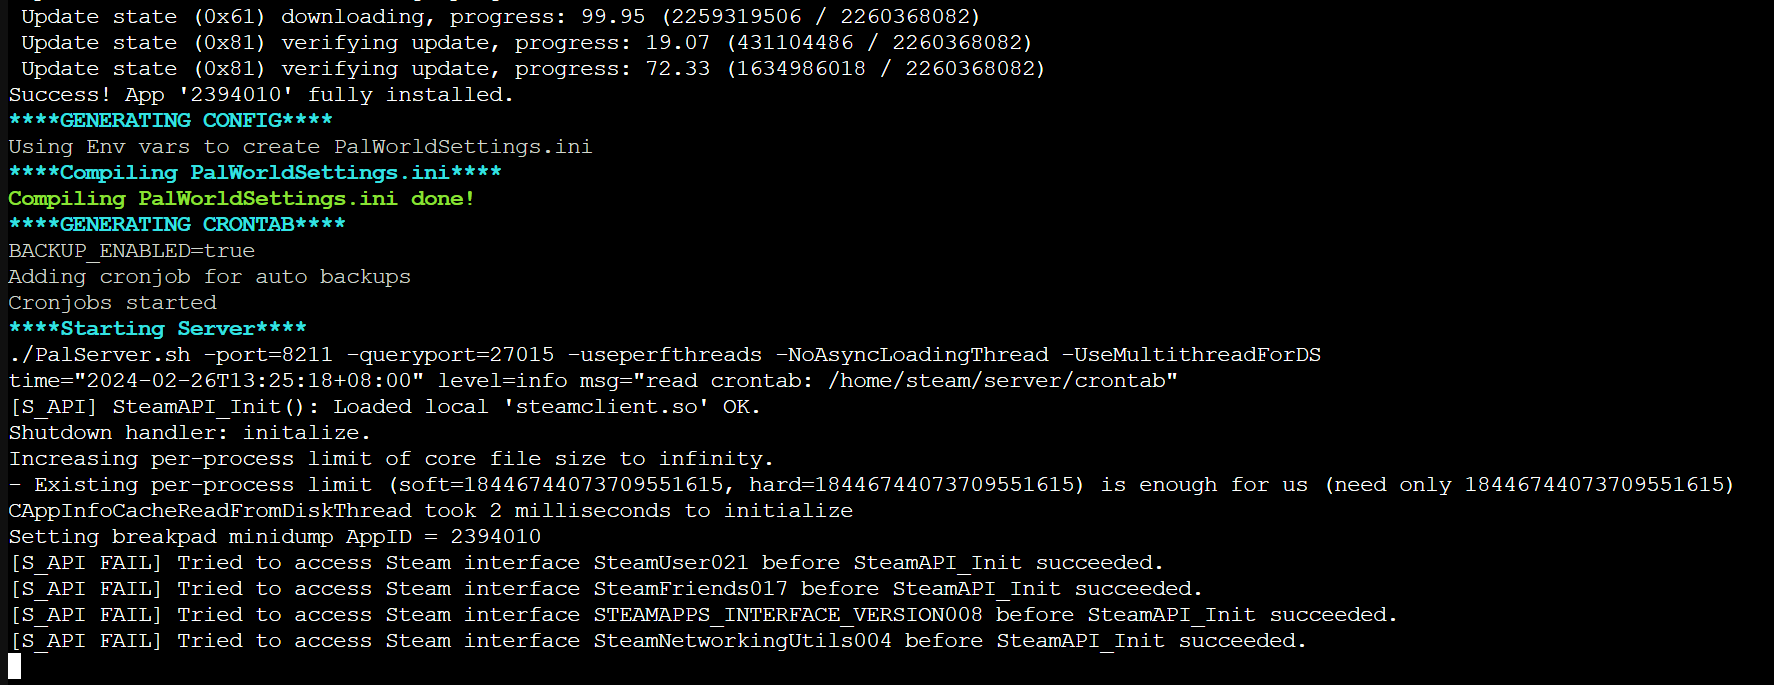 Update state (0x61) downloading, progress: 99.95 (2259319506 / 2260368082)
Update state (0x81) verifying update, progress: 19.07 (431104486 / 2260368082)
Update state (0x81) verifying update, progress: 72.33 (1634986018 / 2260368082)
Success! App '2394010' fully installed.
****GENERATING CONFIG****
Using Env vars to create PalWorldSettings.ini
****Compiling PalWorldSettings.ini****
Compiling PalWorldSettings.ini done!
****GENERATING CRONTAB****
BACKUP_ENABLED=true
Adding cronjob for auto backups
Cronjobs started
****Starting Server****
./PalServer.sh -port=8211 -queryport=27015 -useperfthreads -NoAsyncLoadingThread -UseMultithreadForDS
time="2024-02-26T13:25:18+08:00" level=info msg="read crontab: /home/steam/server/crontab"
[S_API] SteamAPI_Init(): Loaded local 'steamclient.so' OK.
Shutdown handler: initalize.
Increasing per-process limit of core file size to infinity.
- Existing per-process limit (soft=18446744073709551615, hard=18446744073709551615) is enough for us (need only 18446744073709551615)
CAppInfoCacheReadFromDiskThread took 2 milliseconds to initialize
Setting breakpad minidump AppID = 2394010
[S_API FAIL] Tried to access Steam interface SteamUser021 before SteamAPI_Init succeeded.
[S_API FAIL] Tried to access Steam interface SteamFriends017 before SteamAPI_Init succeeded.
[S_API FAIL] Tried to access Steam interface STEAMAPPS_INTERFACE_VERSION008 before SteamAPI_Init succeeded.
[S_API FAIL] Tried to access Steam interface SteamNetworkingUtils004 before SteamAPI_Init succeeded.